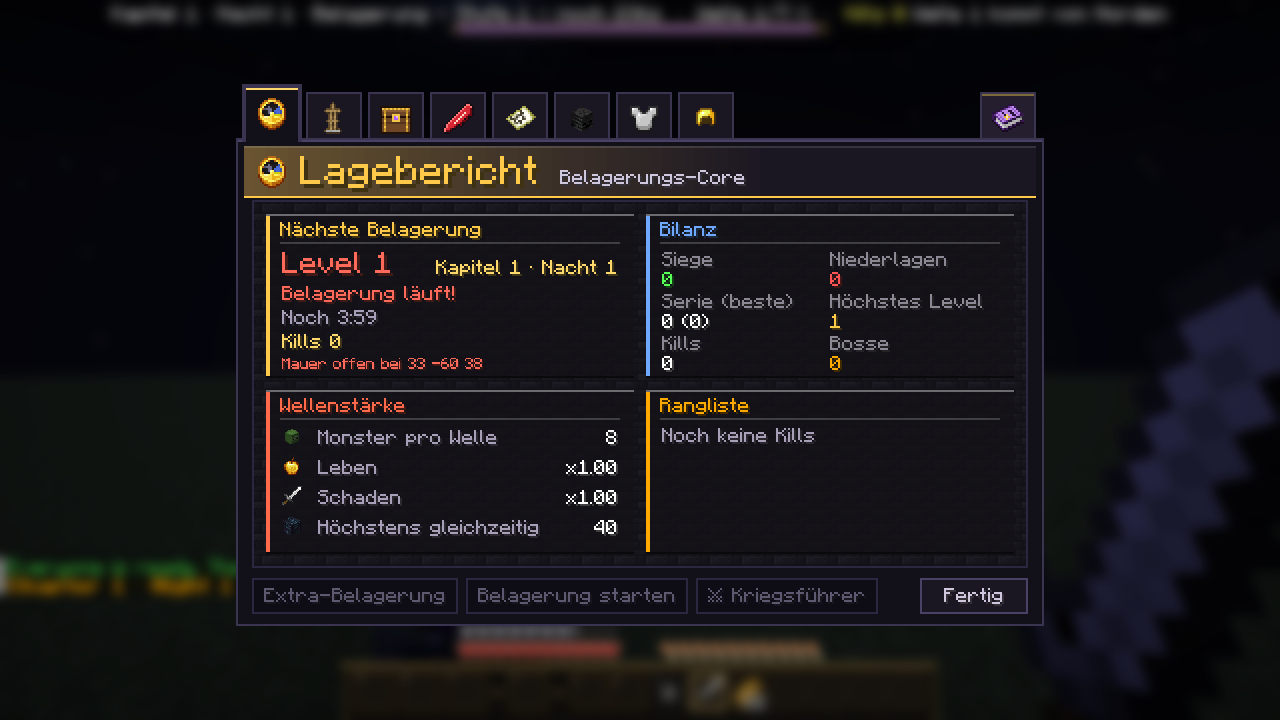 Lagebericht Belagerungs-Core
Nächste Belagerung
Level 1 Kapitel 1 · Nacht 1
Belagerung läuft!
Noch 3:59
Kills 0
Mauer offen bei 33 -60 38
Bilanz
Siege Niederlagen
0 0
Serie (beste) Höchstes Level
0 (0) 1
Kills Bosse
0 0
Wellenstärke
Monster pro Welle 8
Leben x1.00
Schaden x1.00
Höchstens gleichzeitig 40
Rangliste
Noch keine Kills
Extra-Belagerung Belagerung starten ⚔ Kriegsführer Fertig